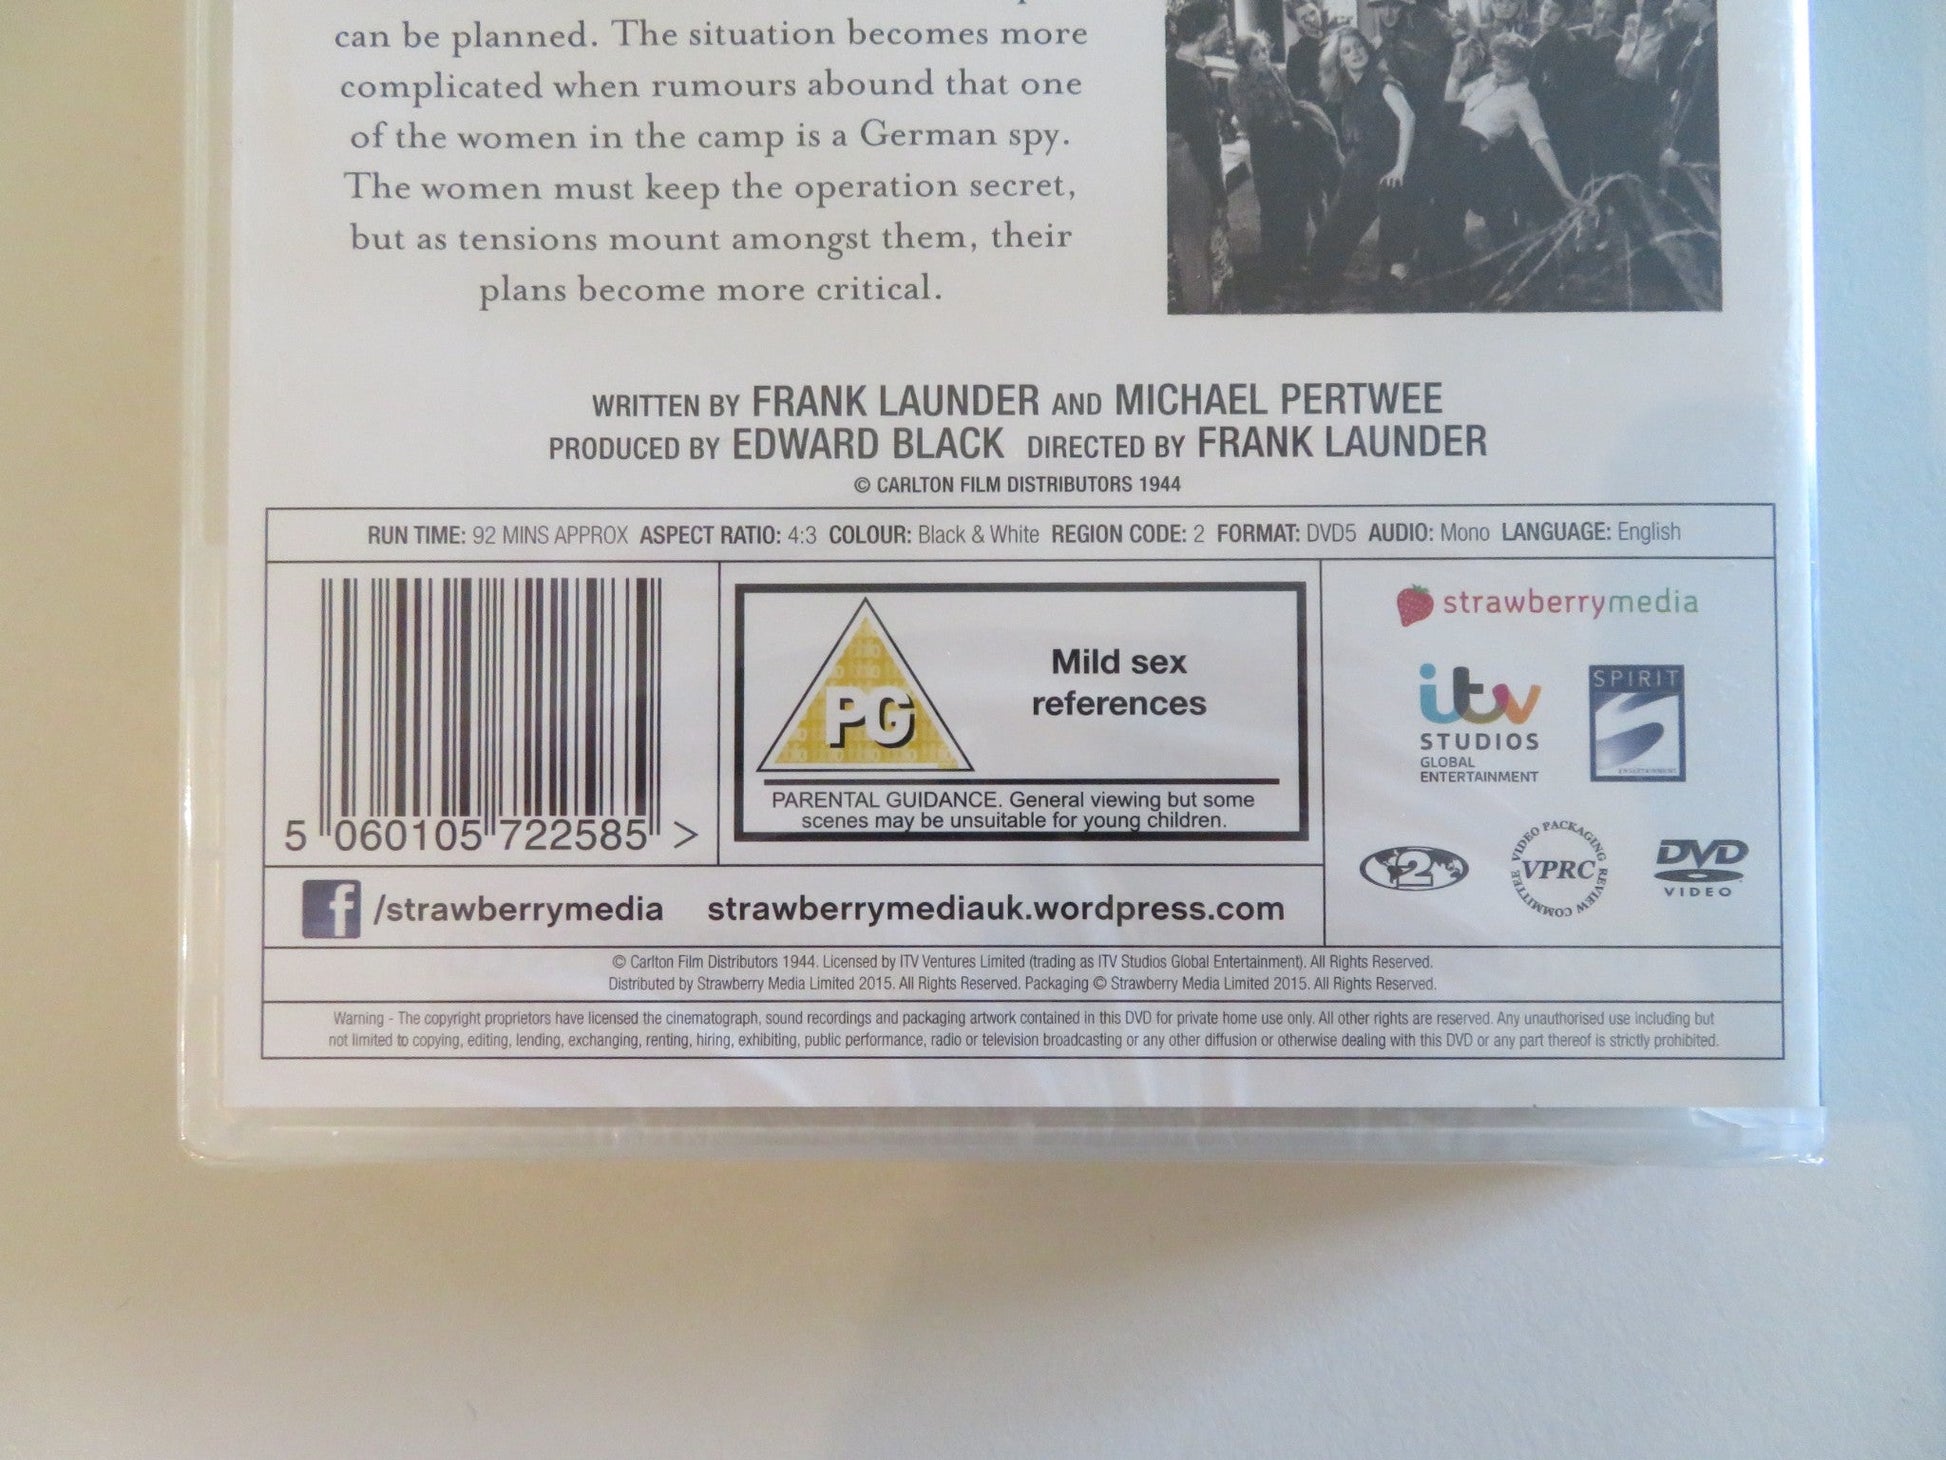 can be planned. The situation becomes more
complicated when rumours abound that one
of the women in the camp is a German spy.
The women must keep the operation secret,
but as tensions mount amongst them, their
plans become more critical.
WRITTEN BY FRANK LAUNDER AND MICHAEL PERTWEE
PRODUCED BY EDWARD BLACK DIRECTED BY FRANK LAUNDER
© CARLTON FILM DISTRIBUTORS 1944
RUN TIME: 92 MINS APPROX ASPECT RATIO: 4:3 COLOUR: Black & White REGION CODE: 2 FORMAT: DVD5 AUDIO: Mono LANGUAGE: English
5 060105 722585 >
PG
Mild sex
references
PARENTAL GUIDANCE. General viewing but some
scenes may be unsuitable for young children.
strawberrymedia
itv
STUDIOS
GLOBAL
ENTERTAINMENT
SPIRIT
ENTERTAINMENT
2
VIDEO PACKAGING REVIEW COMMITTEE
VPRC
DVD
VIDEO
f /strawberrymedia strawberrymediauk.wordpress.com
© Carlton Film Distributors 1944. Licensed by ITV Ventures Limited (trading as ITV Studios Global Entertainment). All Rights Reserved.
Distributed by Strawberry Media Limited 2015. All Rights Reserved. Packaging © Strawberry Media Limited 2015. All Rights Reserved.
Warning - The copyright proprietors have licensed the cinematograph, sound recordings and packaging artwork contained in this DVD for private home use only. All other rights are reserved. Any unauthorised use including but
not limited to copying, editing, lending, exchanging, renting, hiring, exhibiting, public performance, radio or television broadcasting or any other diffusion or otherwise dealing with this DVD or any part thereof is strictly prohibited.